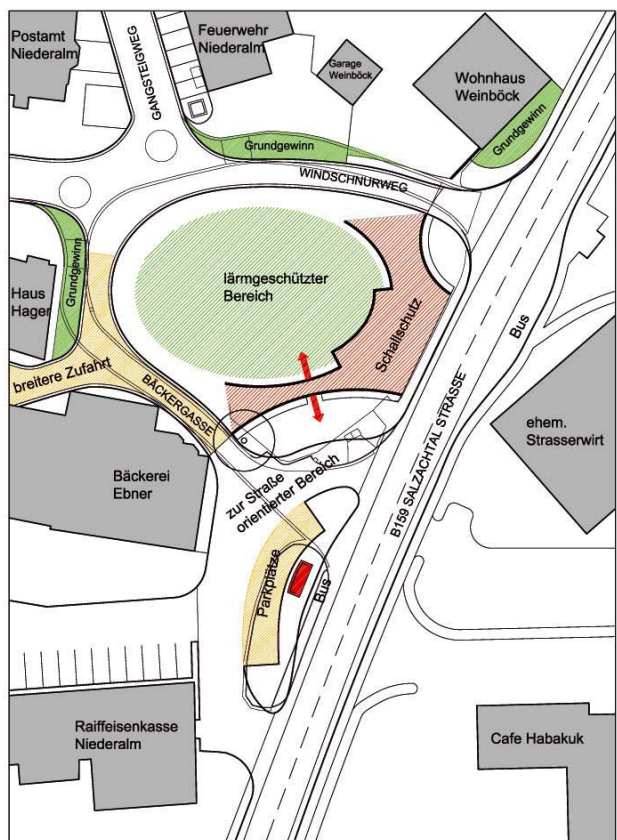 Postamt
Niederalm
GANGSTEIGWEG
Feuerwehr
Niederalm
Garage
Weinböck
Wohnhaus
Weinböck
Grundgewinn
Grundgewinn
WINDSCHNURWEG
Grundgewinn
Haus
Hager
lärmgeschützter
Bereich
Schallschutz
Bus
breitere Zufahrt
BÄCKERGASSE
B159 SALZACHTAL STRASSE
ehem.
Strasserwirt
Bäckerei
Ebner
zur Straße
orientierter Bereich
Parkplätze
Bus
Raiffeisenkasse
Niederalm
Cafe Habakuk